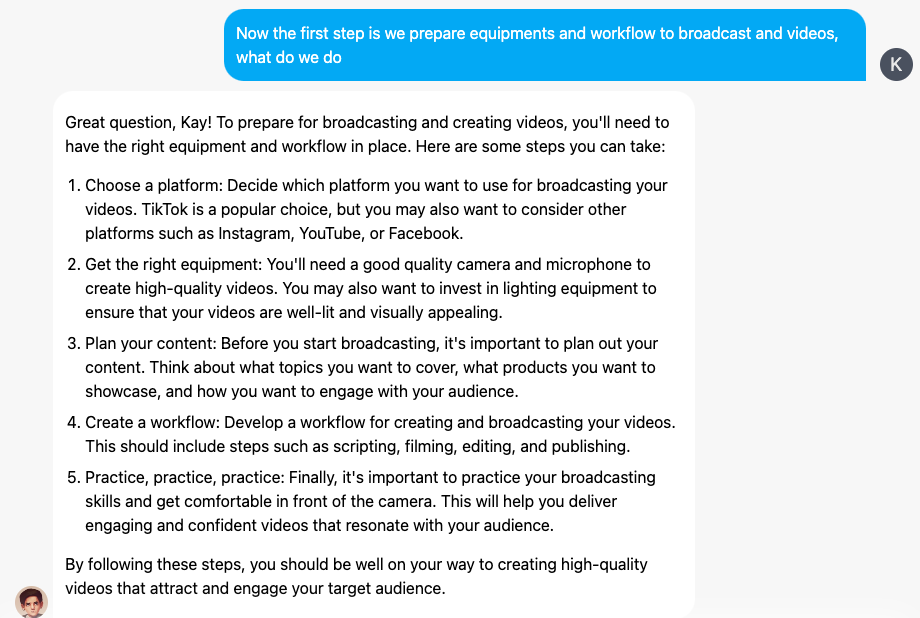 Now the first step is we prepare equipments and workflow to broadcast and videos,
what do we do
K
Great question, Kay! To prepare for broadcasting and creating videos, you'll need to
have the right equipment and workflow in place. Here are some steps you can take:
1. Choose a platform: Decide which platform you want to use for broadcasting your
videos. TikTok is a popular choice, but you may also want to consider other
platforms such as Instagram, YouTube, or Facebook.
2. Get the right equipment: You'll need a good quality camera and microphone to
create high-quality videos. You may also want to invest in lighting equipment to
ensure that your videos are well-lit and visually appealing.
3. Plan your content: Before you start broadcasting, it's important to plan out your
content. Think about what topics you want to cover, what products you want to
showcase, and how you want to engage with your audience.
4. Create a workflow: Develop a workflow for creating and broadcasting your videos.
This should include steps such as scripting, filming, editing, and publishing.
5. Practice, practice, practice: Finally, it's important to practice your broadcasting
skills and get comfortable in front of the camera. This will help you deliver
engaging and confident videos that resonate with your audience.
By following these steps, you should be well on your way to creating high-quality
videos that attract and engage your target audience.